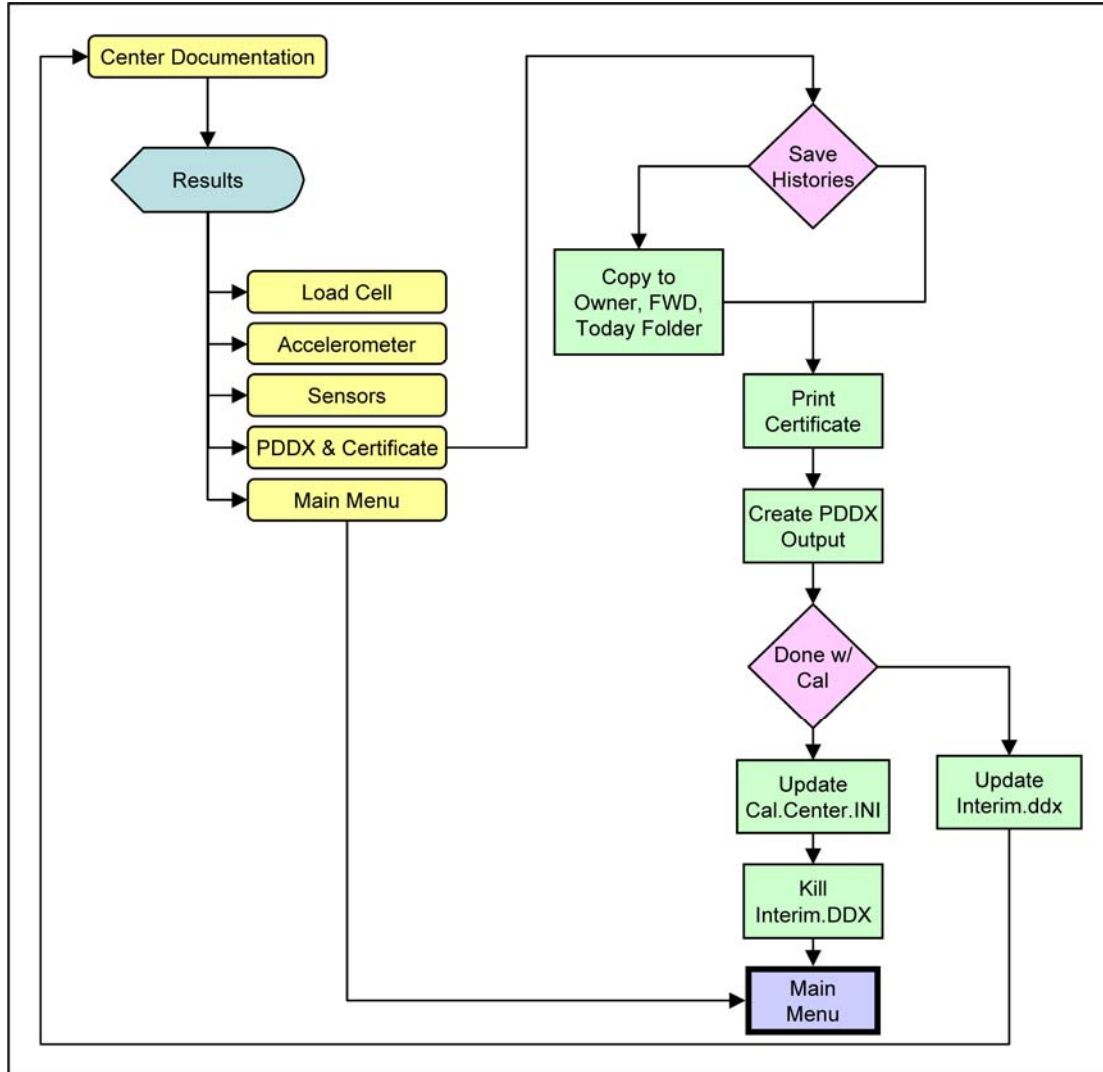 Center Documentation
Results
Load Cell
Accelerometer
Sensors
PDDX & Certificate
Main Menu
Save
Histories
Copy to
Owner, FWD,
Today Folder
Print
Certificate
Create PDDX
Output
Done w/
Cal
Update
Cal.Center.INI
Update
Interim.ddx
Kill
Interim.DDX
Main
Menu